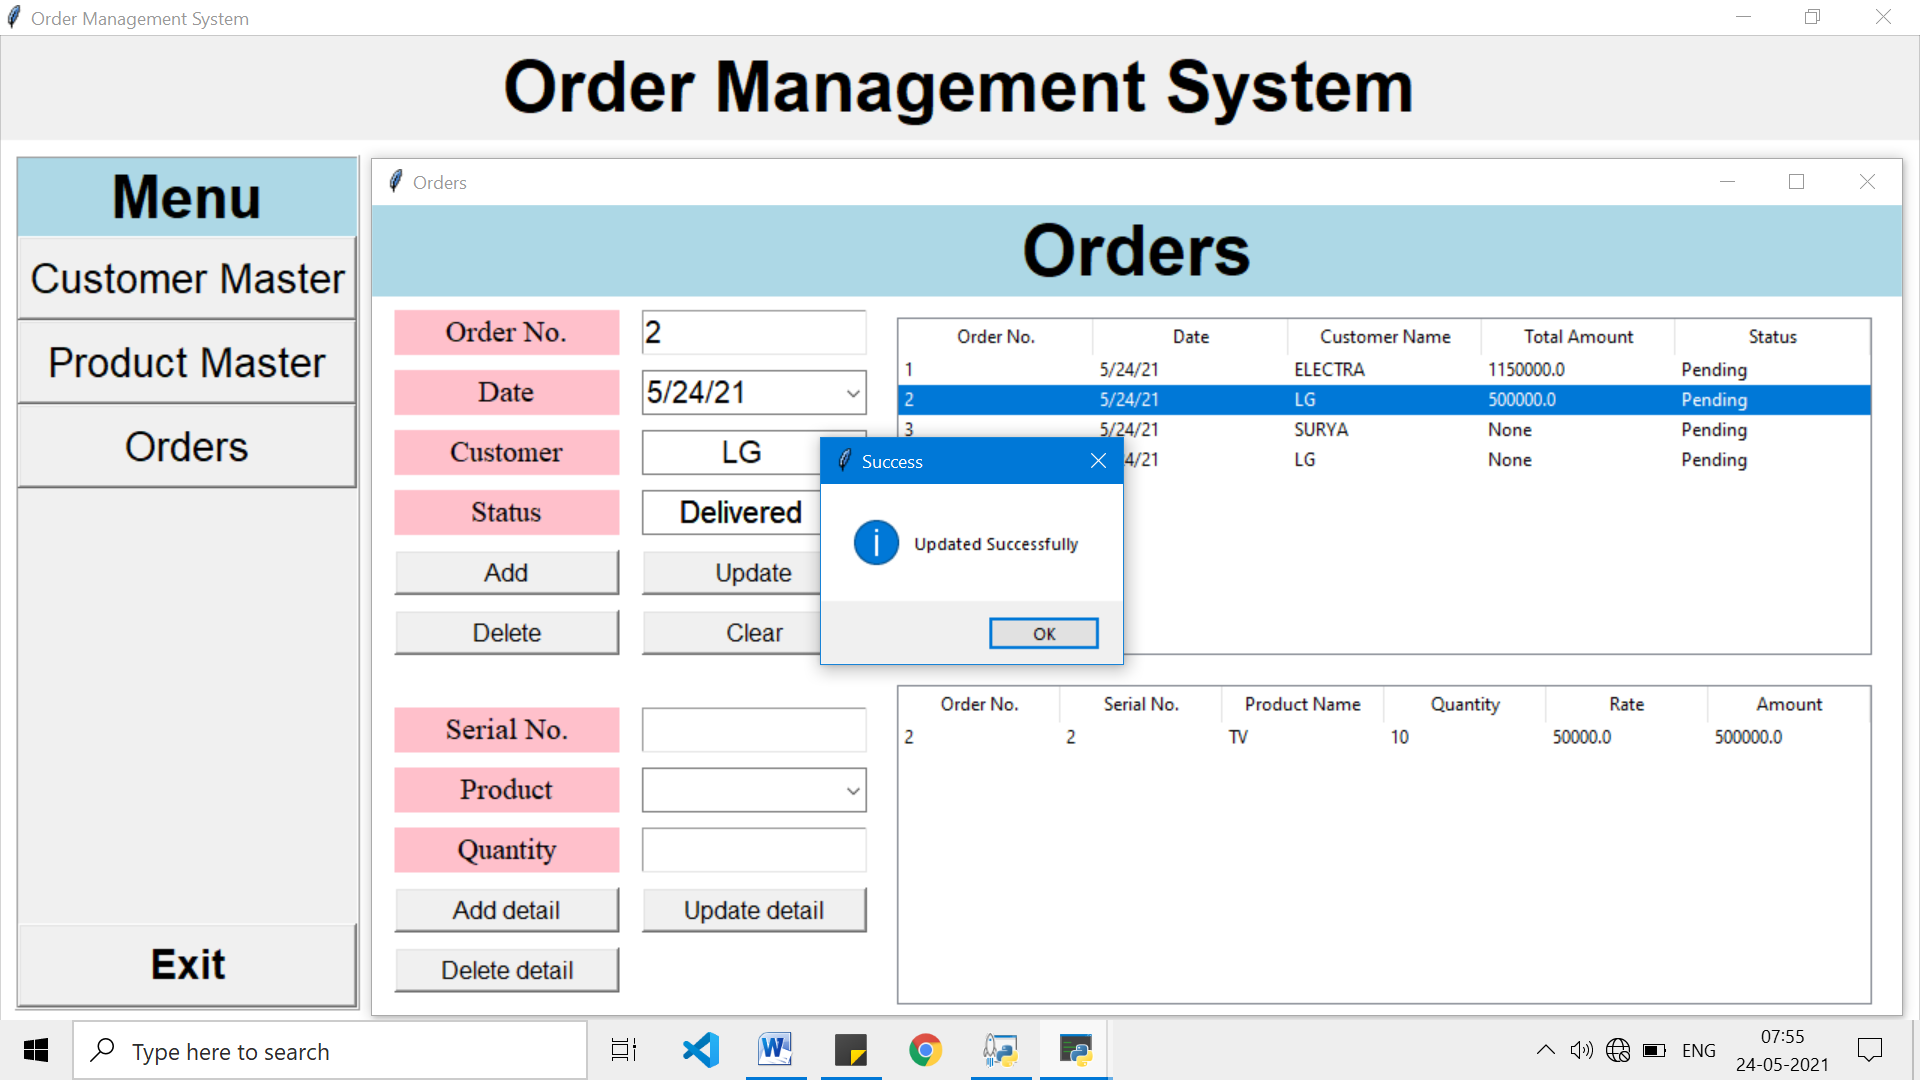 Order Management System
Order Management System
Menu
Customer Master
Product Master
Orders
Exit
Orders
Orders
Order No. 2
Date 5/24/21
Customer LG
Status Delivered
Add Update
Delete Clear
Order No. Date Customer Name Total Amount Status
1 5/24/21 ELECTRA 1150000.0 Pending
2 5/24/21 LG 500000.0 Pending
3 5/24/21 SURYA None Pending
4/21 LG None Pending
Success
Updated Successfully
OK
Serial No.
Product
Quantity
Add detail Update detail
Delete detail
Order No. Serial No. Product Name Quantity Rate Amount
2 2 TV 10 50000.0 500000.0
Type here to search
ENG
07:55
24-05-2021